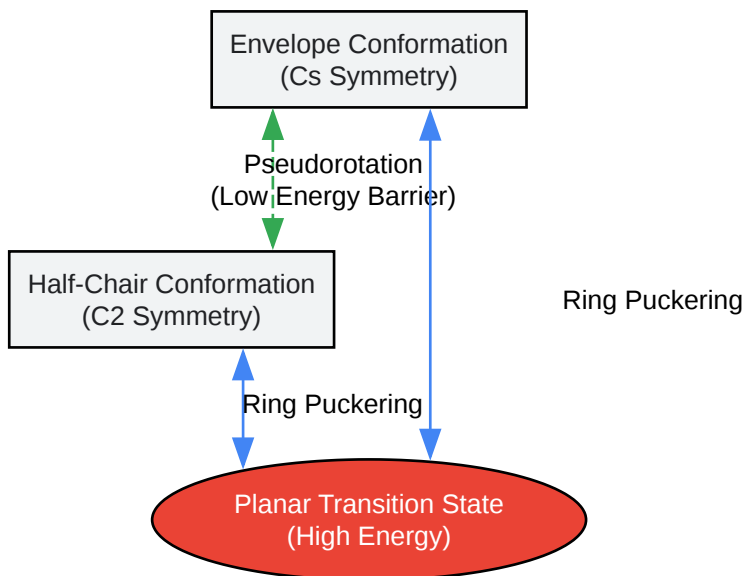 Envelope Conformation
(Cs Symmetry)
Pseudorotation
(Low Energy Barrier)
Half-Chair Conformation
(C2 Symmetry)
Ring Puckering
Ring Puckering
Planar Transition State
(High Energy)